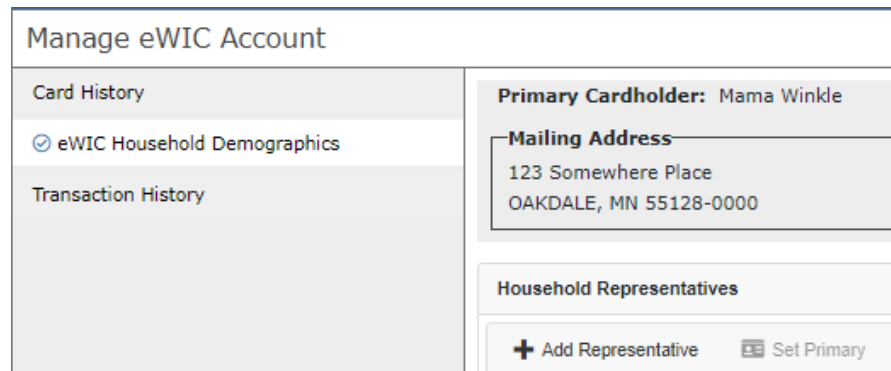 Manage eWIC Account
Card History
eWIC Household Demographics
Transaction History
Primary Cardholder: Mama Winkle
Mailing Address
123 Somewhere Place
OAKDALE, MN 55128-0000
Household Representatives
Add Representative Set Primary